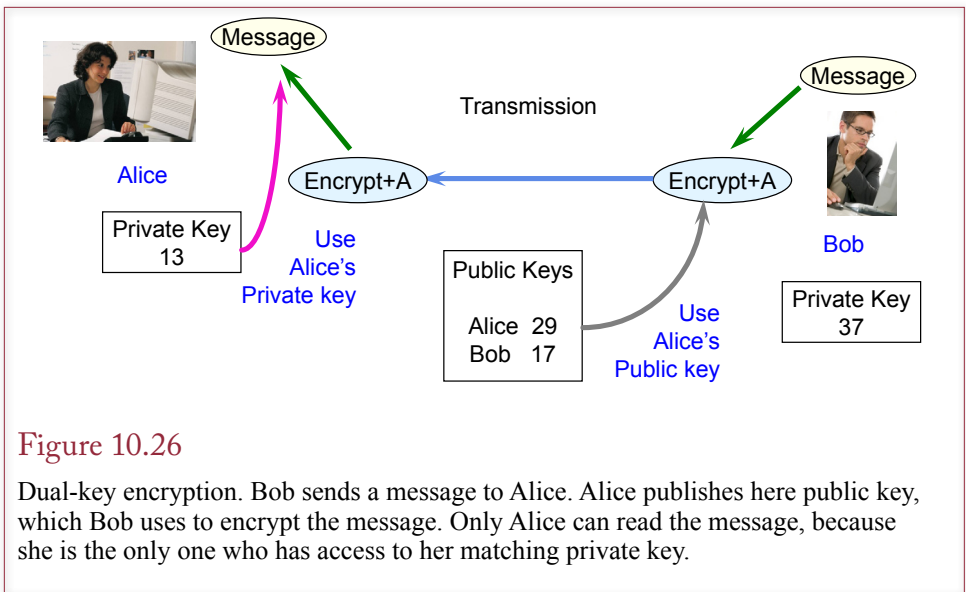 Message
Message
Transmission
Alice
Encrypt+A
Encrypt+A
Private Key
13
Use
Alice's
Private key
Bob
Public Keys
Alice 29
Bob 17
Use
Alice's
Public key
Private Key
37
Figure 10.26
Dual-key encryption. Bob sends a message to Alice. Alice publishes here public key,
which Bob uses to encrypt the message. Only Alice can read the message, because
she is the only one who has access to her matching private key.